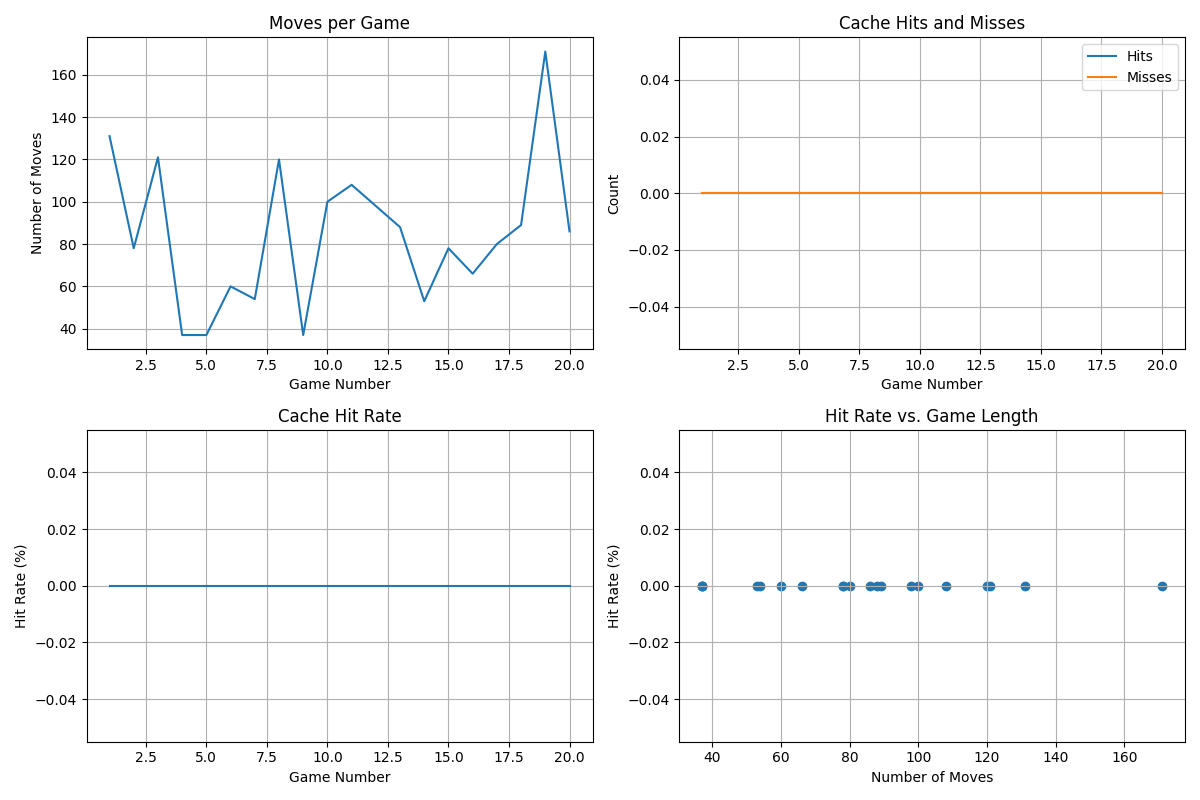 Moves per Game
Number of Moves
160
140
120
100
80
60
40
2.5 5.0 7.5 10.0 12.5 15.0 17.5 20.0
Game Number
Cache Hits and Misses
Hits
Misses
Count
0.04
0.02
0.00
−0.02
−0.04
2.5 5.0 7.5 10.0 12.5 15.0 17.5 20.0
Game Number
Cache Hit Rate
Hit Rate (%)
0.04
0.02
0.00
−0.02
−0.04
2.5 5.0 7.5 10.0 12.5 15.0 17.5 20.0
Game Number
Hit Rate vs. Game Length
Hit Rate (%)
0.04
0.02
0.00
−0.02
−0.04
40 60 80 100 120 140 160
Number of Moves